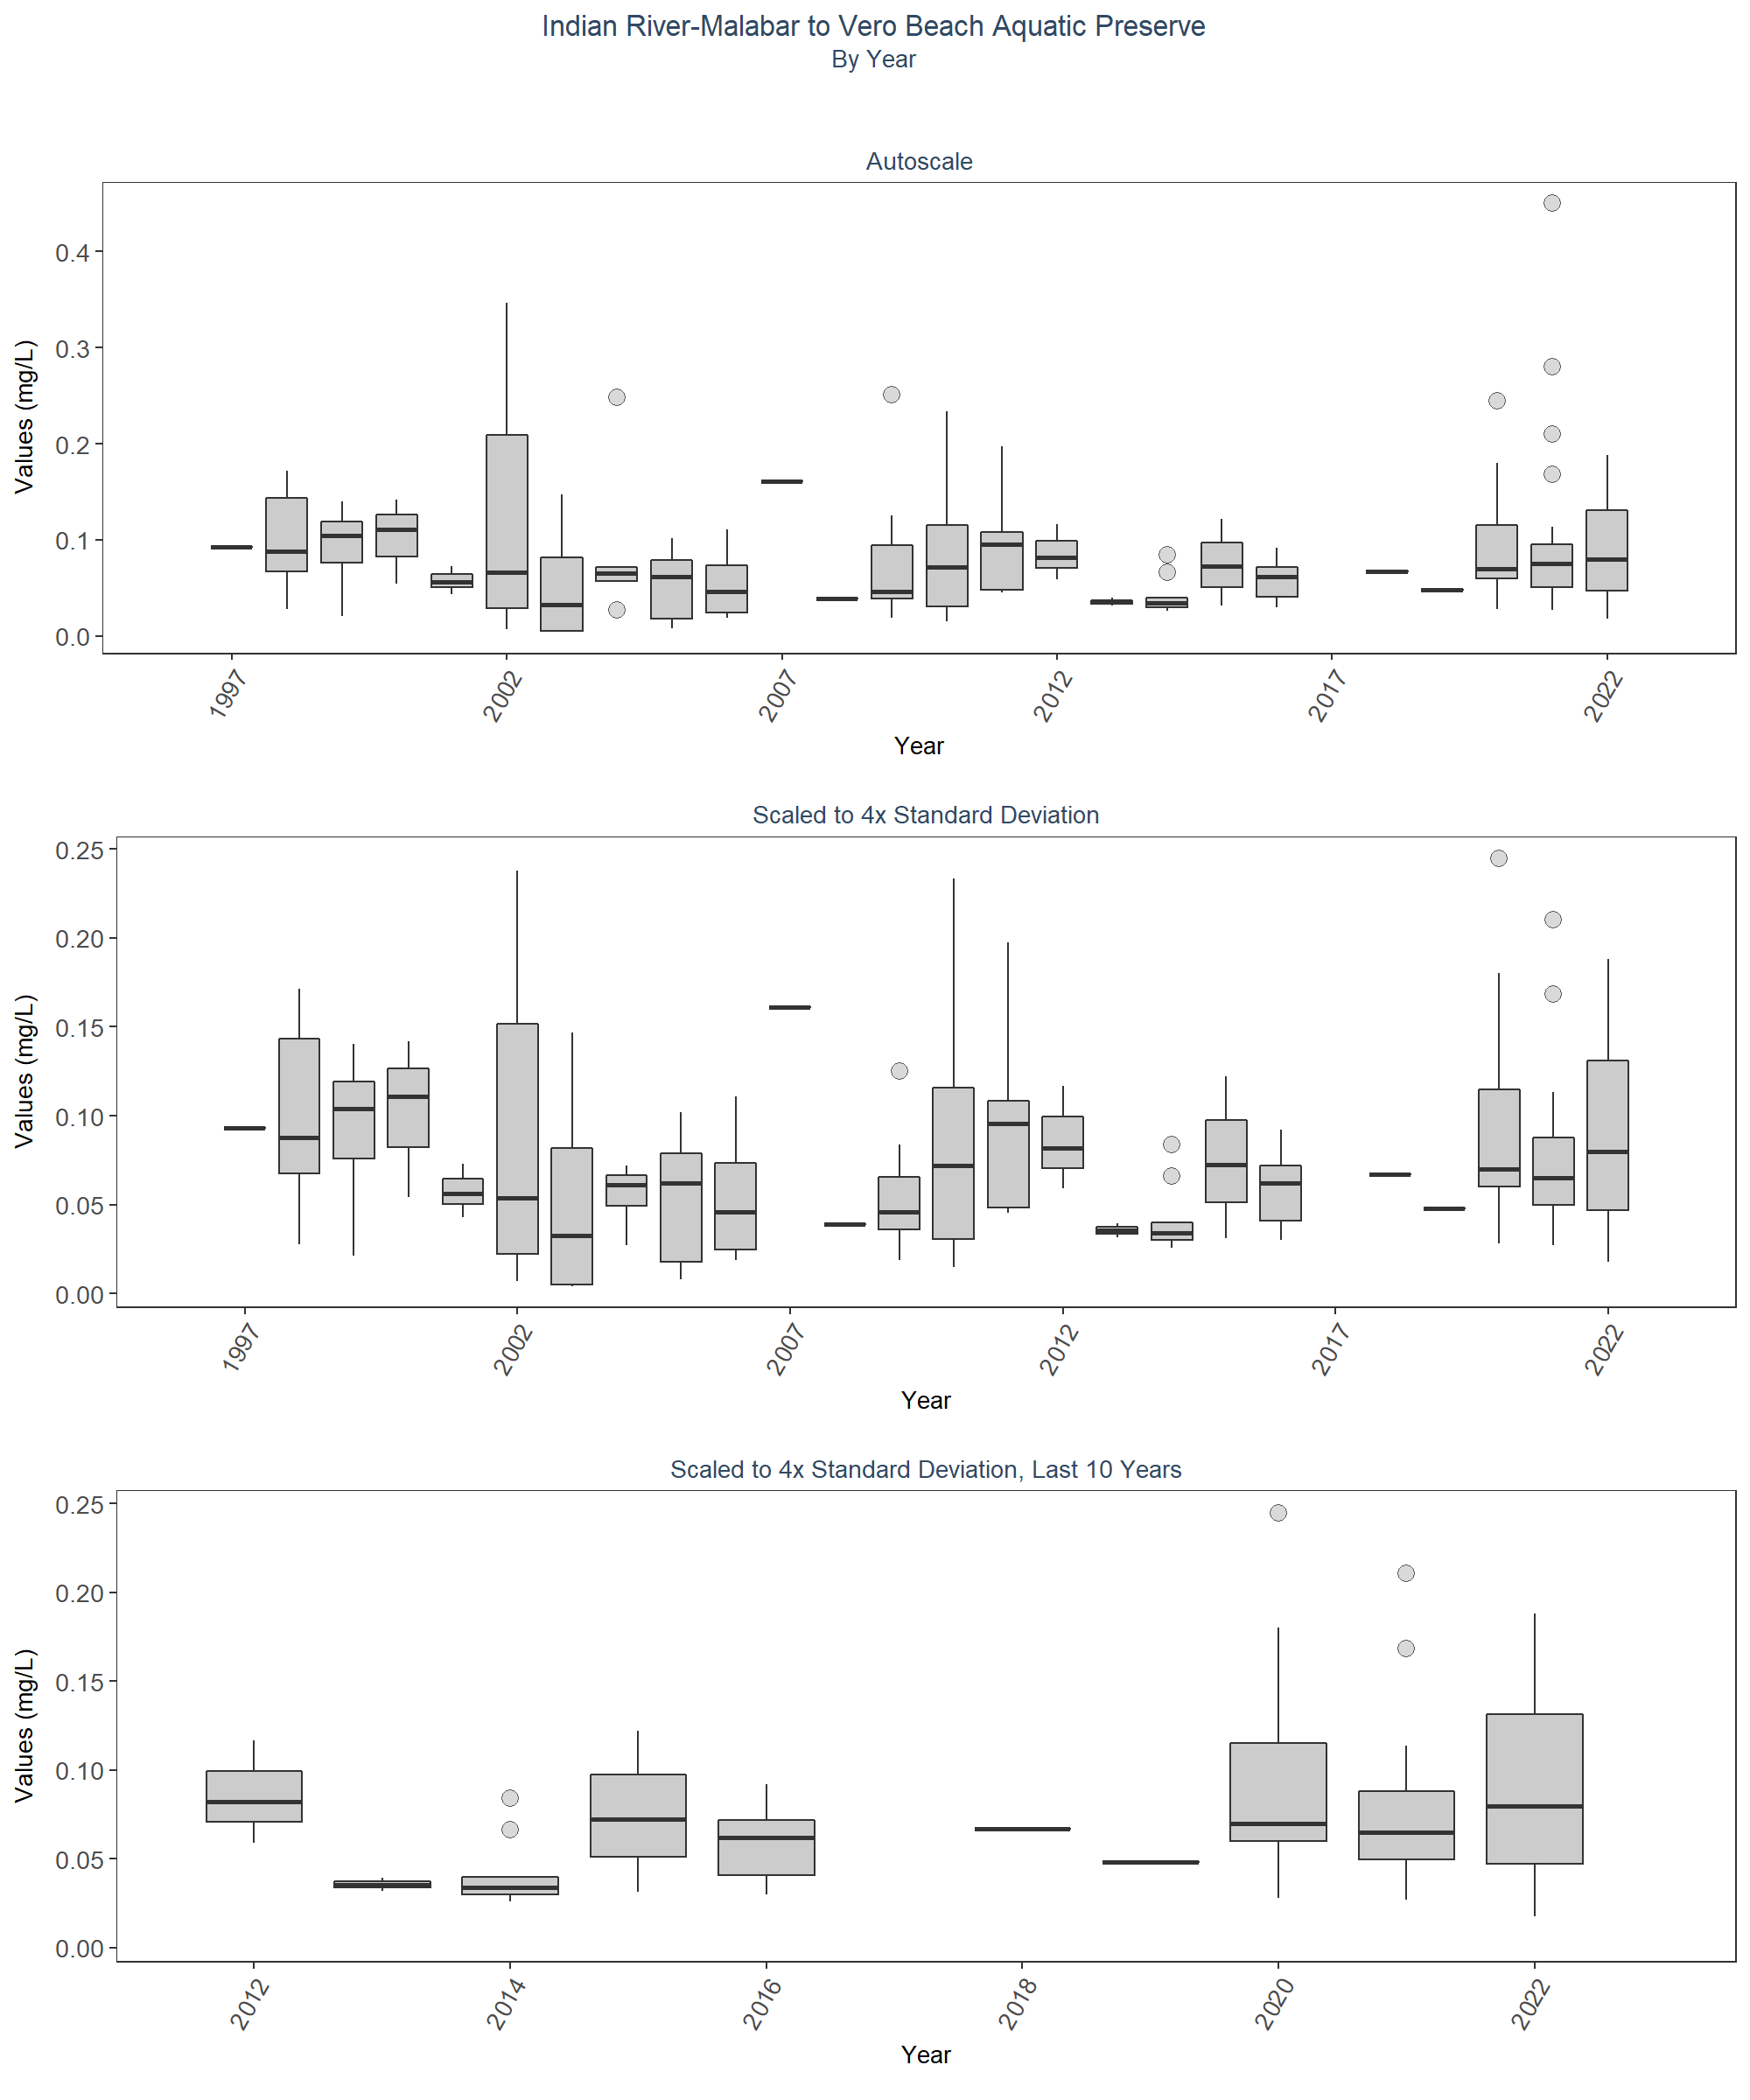 Indian River-Malabar to Vero Beach Aquatic Preserve
By Year
Autoscale
Values (mg/L)
0.4
0.3
0.2
0.1
0.0
1997 2002 2007 2012 2017 2022
Year
Scaled to 4x Standard Deviation
Values (mg/L)
0.25
0.20
0.15
0.10
0.05
0.00
1997 2002 2007 2012 2017 2022
Year
Scaled to 4x Standard Deviation, Last 10 Years
Values (mg/L)
0.25
0.20
0.15
0.10
0.05
0.00
2012 2014 2016 2018 2020 2022
Year